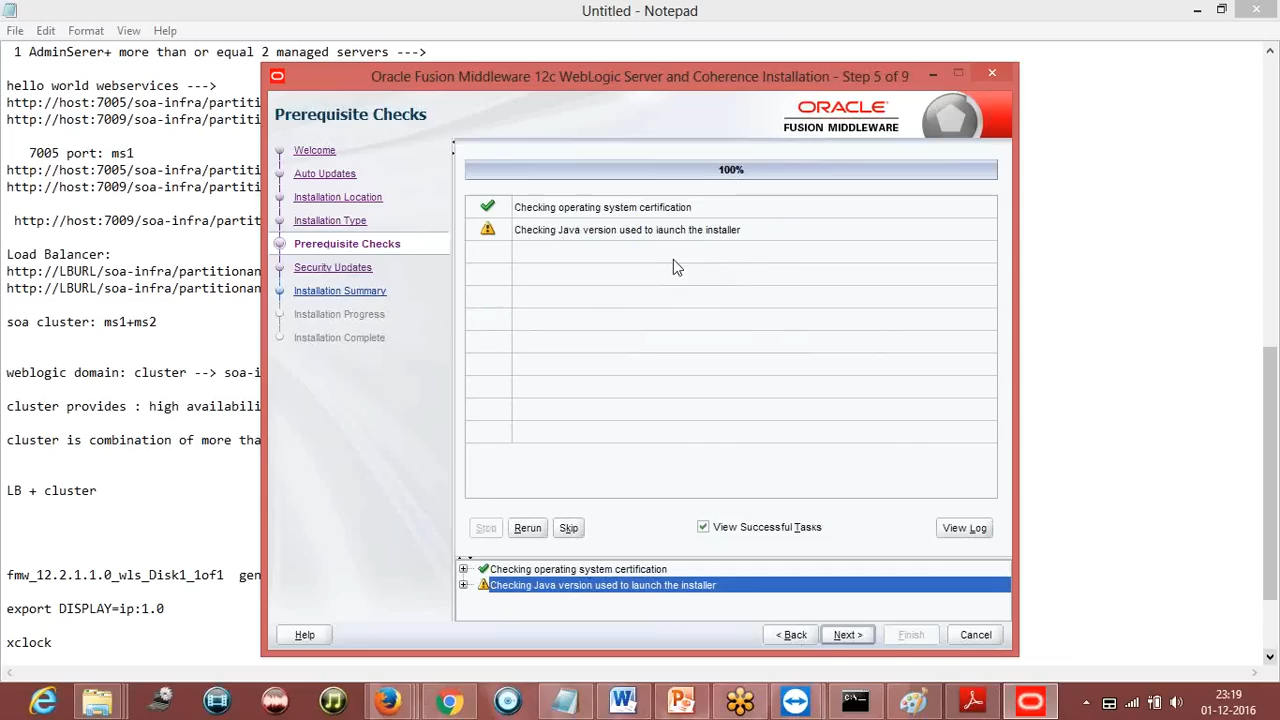 Untitled - Notepad
File Edit Format View Help
1 AdminSerer+ more than or equal 2 managed servers --->
hello world webservices --->
http://host:7005/soa-infra/partit
http://host:7009/soa-infra/partit
7005 port: ms1
http://host:7005/soa-infra/partit
http://host:7009/soa-infra/partit
http://host:7009/soa-infra/partit
Load Balancer:
http://LBURL/soa-infra/partitionan
http://LBURL/soa-infra/partitionan
soa cluster: ms1+ms2
weblogic domain: cluster --> soa-i
cluster provides : high availabili
cluster is combination of more tha
LB + cluster
fmw_12.2.1.1.0_wls_Disk1_1of1 gen
export DISPLAY=ip:1.0
xclock
Oracle Fusion Middleware 12c WebLogic Server and Coherence Installation - Step 5 of 9
Prerequisite Checks
ORACLE
FUSION MIDDLEWARE
Welcome
Auto Updates
Installation Location
Installation Type
Prerequisite Checks
Security Updates
Installation Summary
Installation Progress
Installation Complete
100%
Checking operating system certification
Checking Java version used to launch the installer
Stop Rerun Skip View Successful Tasks View Log
Checking operating system certification
Checking Java version used to launch the installer
Help < Back Next > Finish Cancel
23:19
01-12-2016